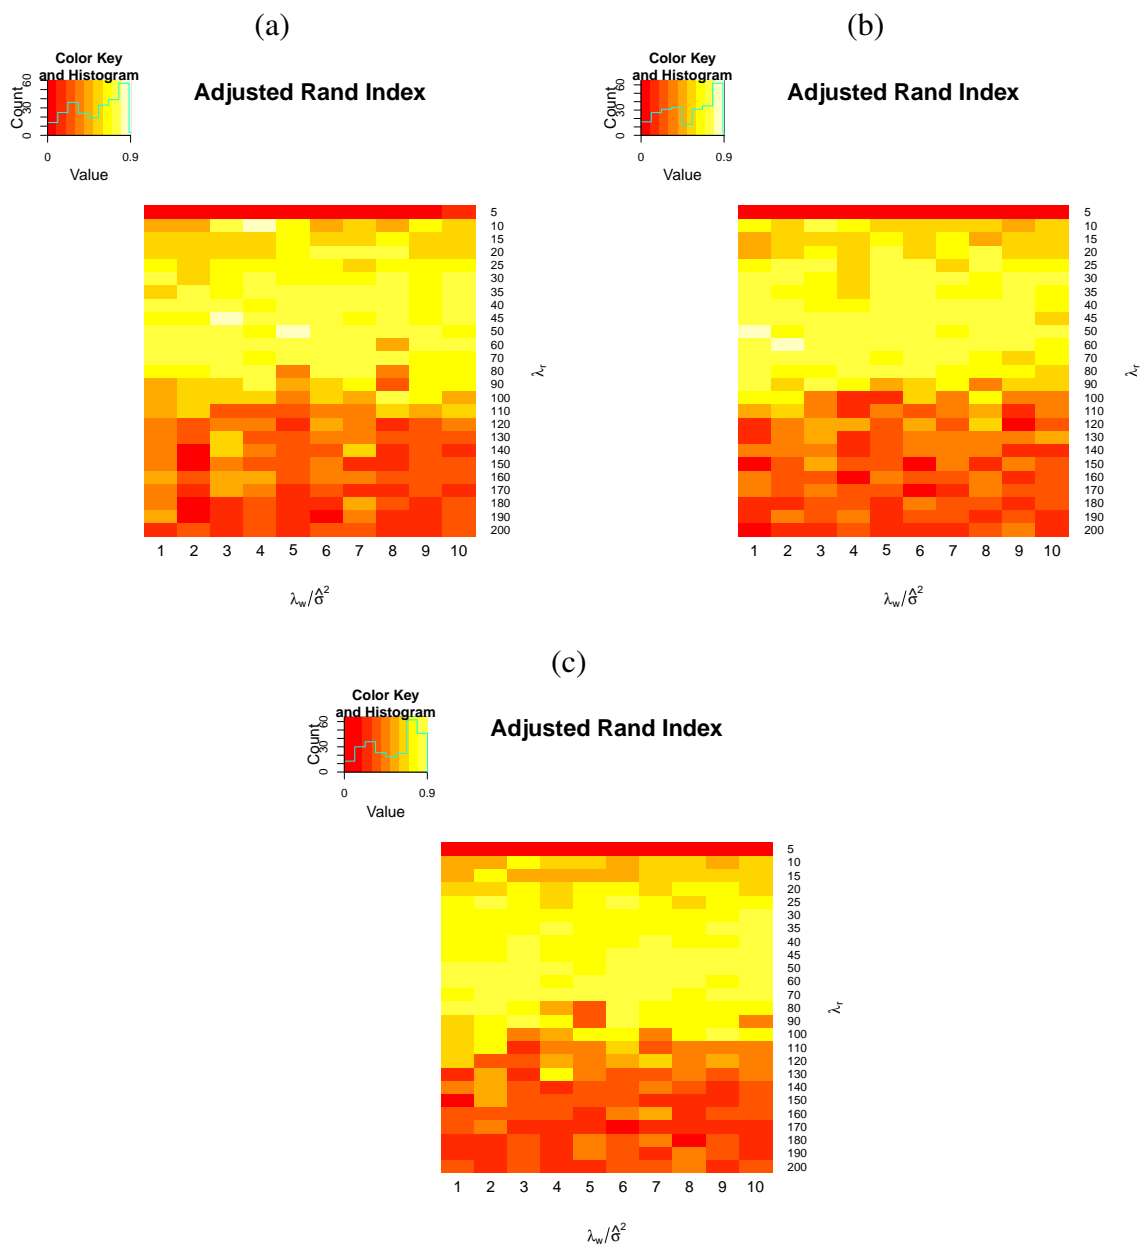 (a)
Color Key
and Histogram
Adjusted Rand Index
Count
0 30 60
0 0.9
Value
5
10
15
20
25
30
35
40
45
50
60
70
80
90
100
110
120
130
140
150
160
170
180
190
200
λr
1 2 3 4 5 6 7 8 9 10
λw/σ̂²
(b)
Color Key
and Histogram
Adjusted Rand Index
Count
0 30 60
0 0.9
Value
5
10
15
20
25
30
35
40
45
50
60
70
80
90
100
110
120
130
140
150
160
170
180
190
200
λr
1 2 3 4 5 6 7 8 9 10
λw/σ̂²
(c)
Color Key
and Histogram
Adjusted Rand Index
Count
0 30 60
0 0.9
Value
5
10
15
20
25
30
35
40
45
50
60
70
80
90
100
110
120
130
140
150
160
170
180
190
200
λr
1 2 3 4 5 6 7 8 9 10
λw/σ̂²